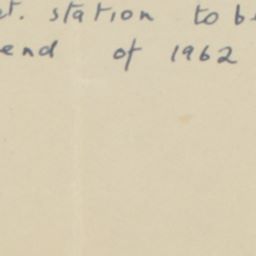 station to
end of 1962